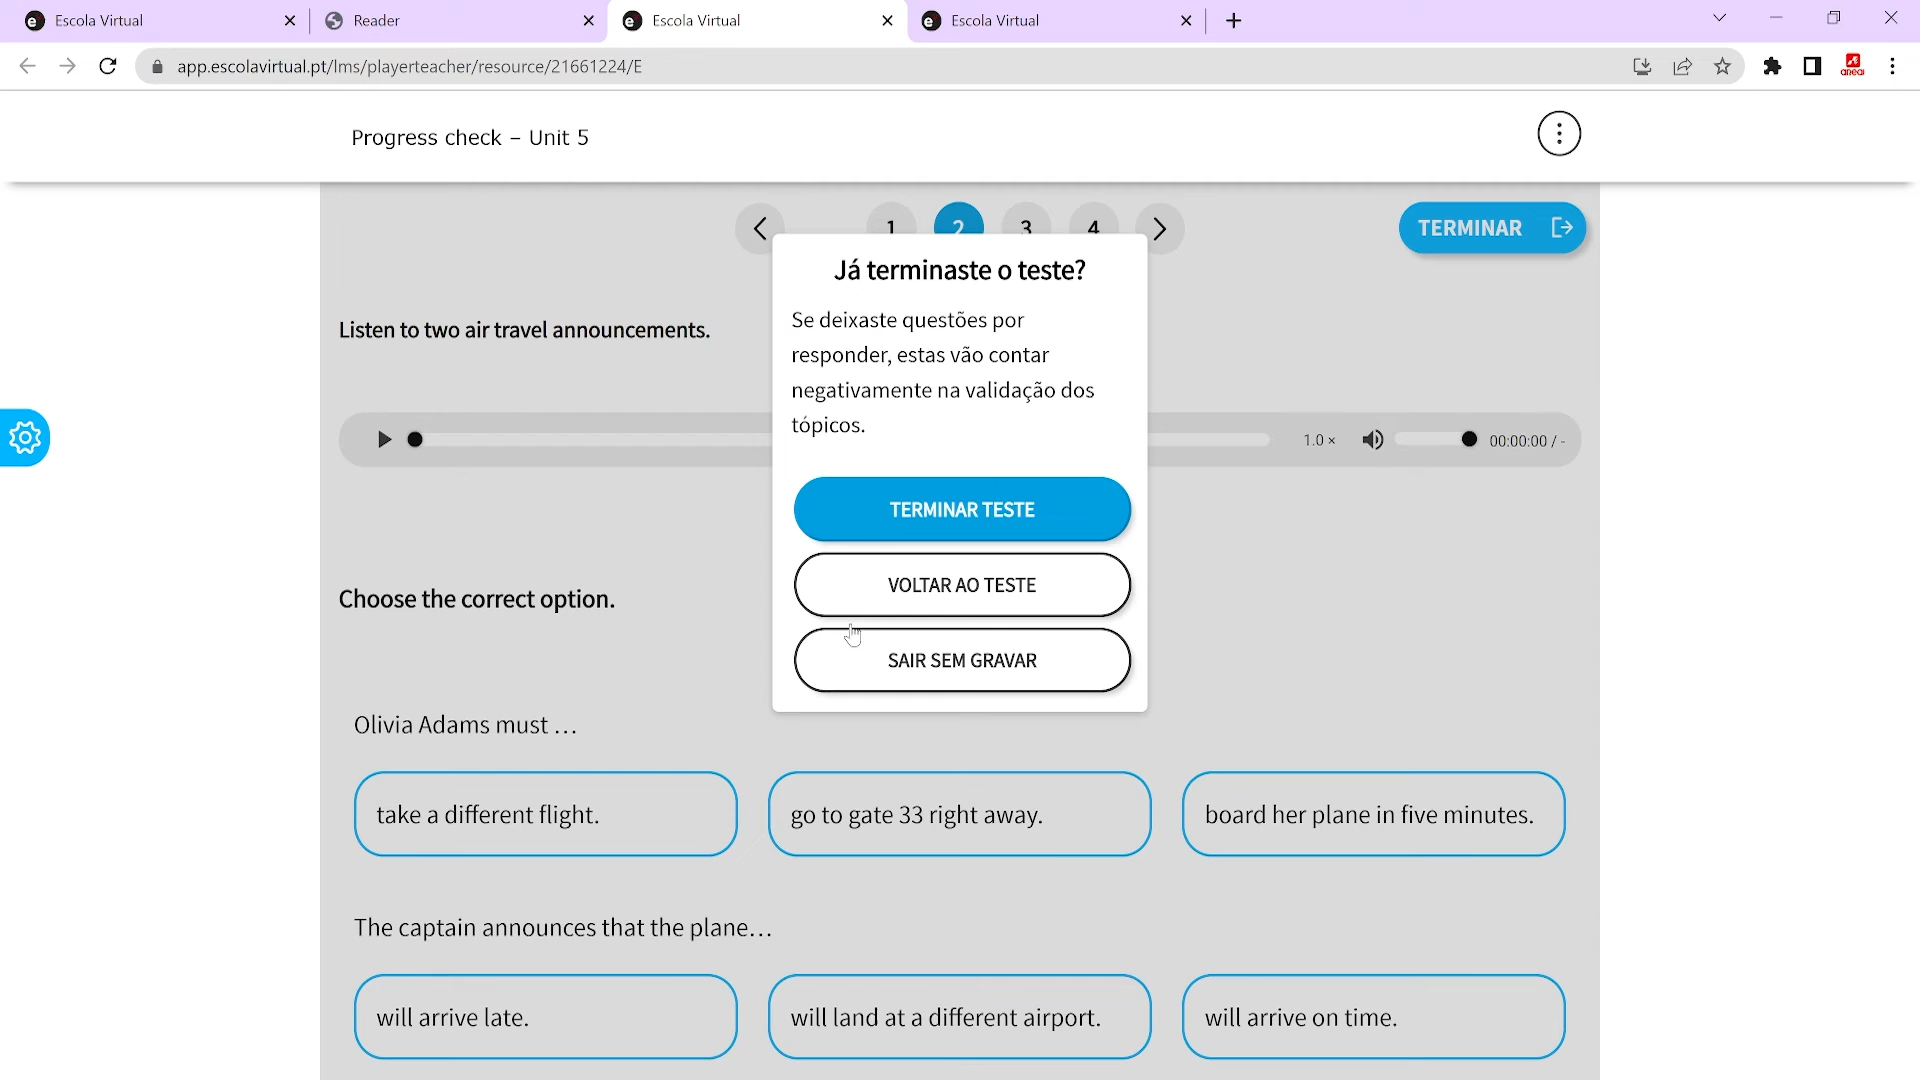 Escola Virtual
Reader
Escola Virtual
Escola Virtual
app.escolavirtual.pt/lms/playerteacher/resource/21661224/E
Progress check – Unit 5
1 2 3 4
TERMINAR
Já terminaste o teste?
Se deixaste questões por
responder, estas vão contar
negativamente na validação dos
tópicos.
TERMINAR TESTE
VOLTAR AO TESTE
SAIR SEM GRAVAR
Listen to two air travel announcements.
1.0 ×
00:00:00 / -
Choose the correct option.
Olivia Adams must …
take a different flight.
go to gate 33 right away.
board her plane in five minutes.
The captain announces that the plane…
will arrive late.
will land at a different airport.
will arrive on time.